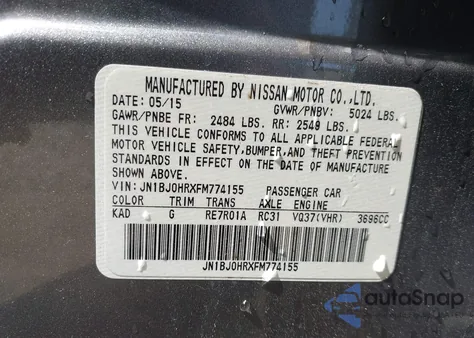 MANUFACTURED BY NISSAN MOTOR CO.,LTD.
DATE: 05/15 GVWR/PNBV: 5024 LBS.
GAWR/PNBE FR: 2484 LBS. RR: 2549 LBS.
THIS VEHICLE CONFORMS TO ALL APPLICABLE FEDERAL
MOTOR VEHICLE SAFETY,BUMPER,AND THEFT PREVENTION
STANDARDS IN EFFECT ON THE DATE OF MANUFACTURE
SHOWN ABOVE.
VIN: JN1BJ0HRXFM774155 PASSENGER CAR
COLOR TRIM TRANS AXLE ENGINE
KAD G RE7R01A RC31 VQ37(VHR) 3696CC
JN1BJ0HRXFM774155
autoSnap